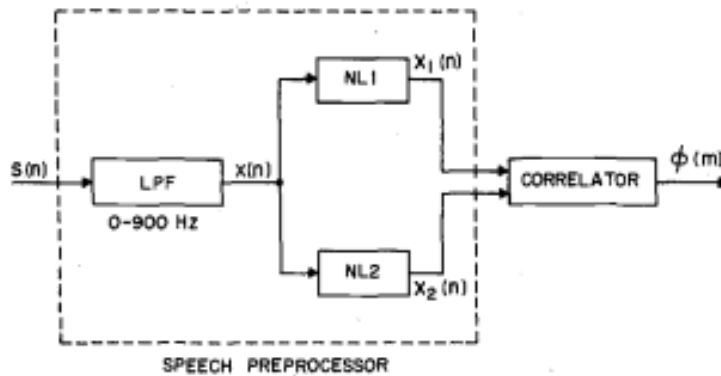 NL1
X₁(n)
S(n)
LPF
x(n)
0-900 Hz
CORRELATOR
ϕ(m)
NL2
X₂(n)
SPEECH PREPROCESSOR